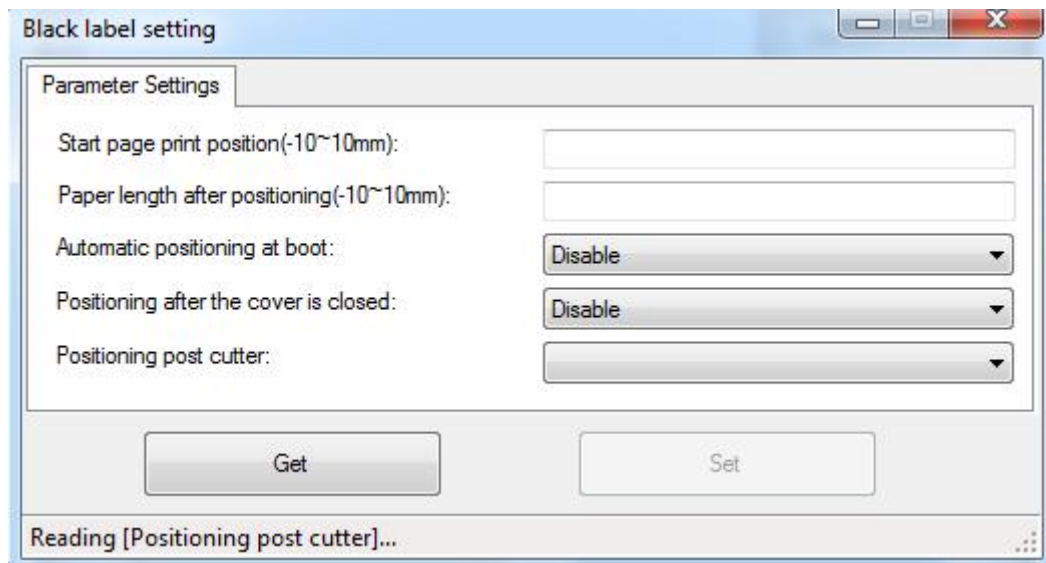 Black label setting
Parameter Settings
Start page print position(-10~10mm):
Paper length after positioning(-10~10mm):
Automatic positioning at boot: Disable
Positioning after the cover is closed: Disable
Positioning post cutter:
Get Set
Reading [Positioning post cutter]...